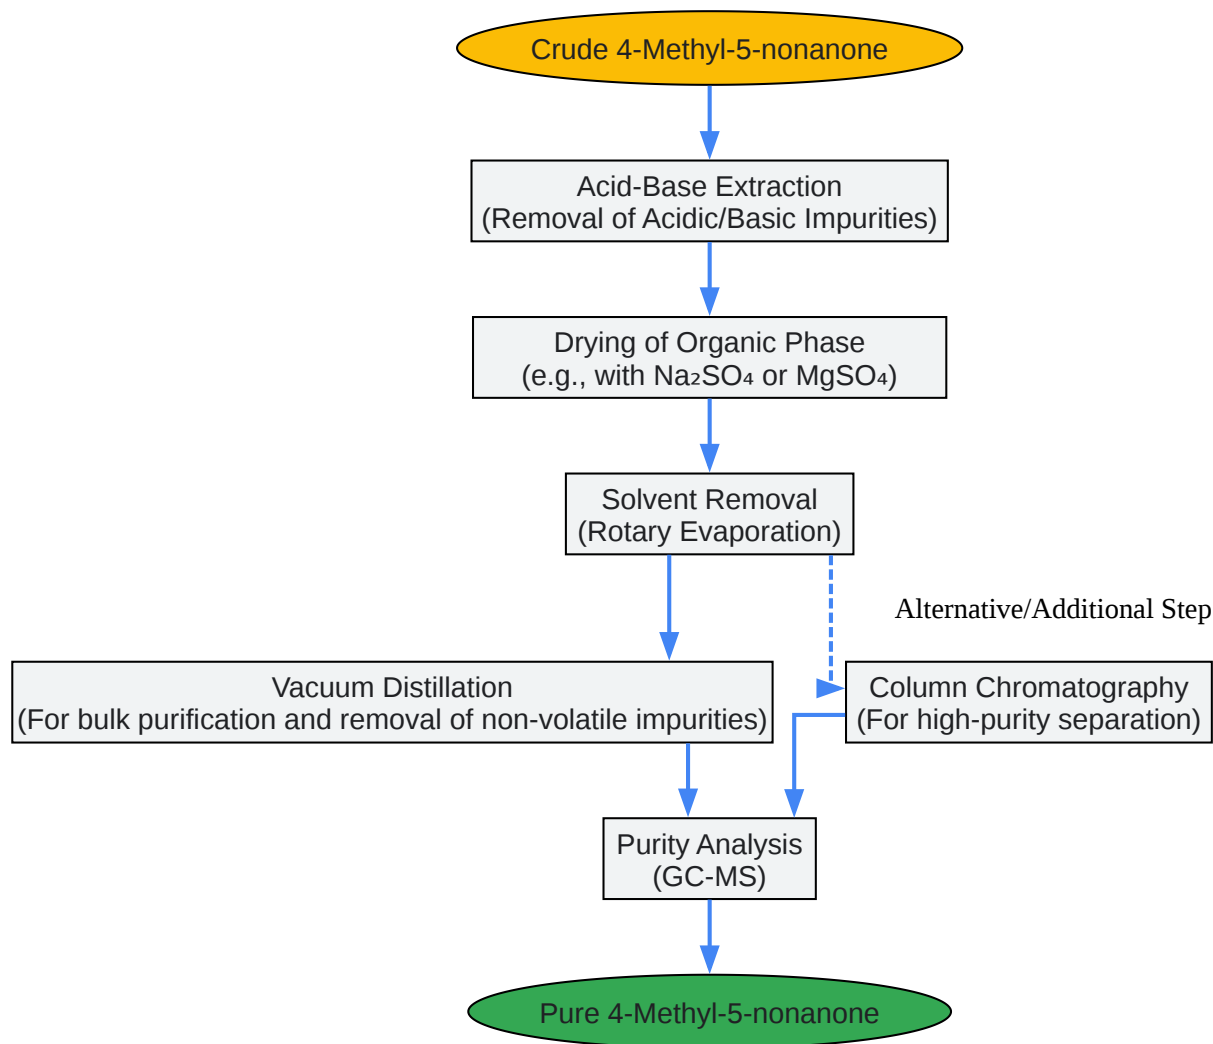 Crude 4-Methyl-5-nonanone
Acid-Base Extraction
(Removal of Acidic/Basic Impurities)
Drying of Organic Phase
(e.g., with Na₂SO₄ or MgSO₄)
Solvent Removal
(Rotary Evaporation)
Alternative/Additional Step
Vacuum Distillation
(For bulk purification and removal of non-volatile impurities)
Column Chromatography
(For high-purity separation)
Purity Analysis
(GC-MS)
Pure 4-Methyl-5-nonanone